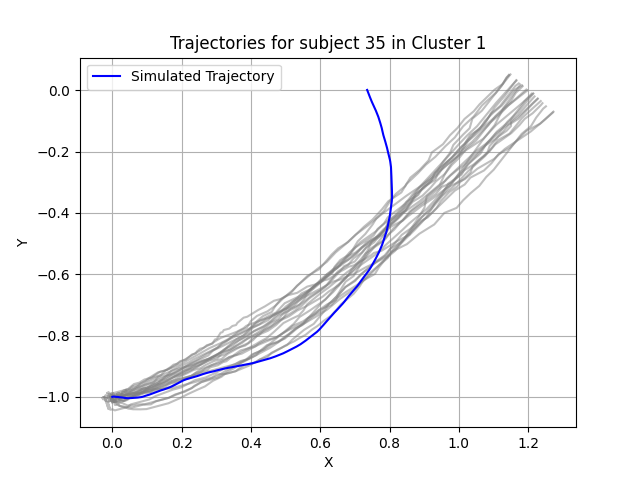 Trajectories for subject 35 in Cluster 1
Simulated Trajectory
0.0
−0.2
−0.4
−0.6
−0.8
−1.0
Y
0.0 0.2 0.4 0.6 0.8 1.0 1.2
X